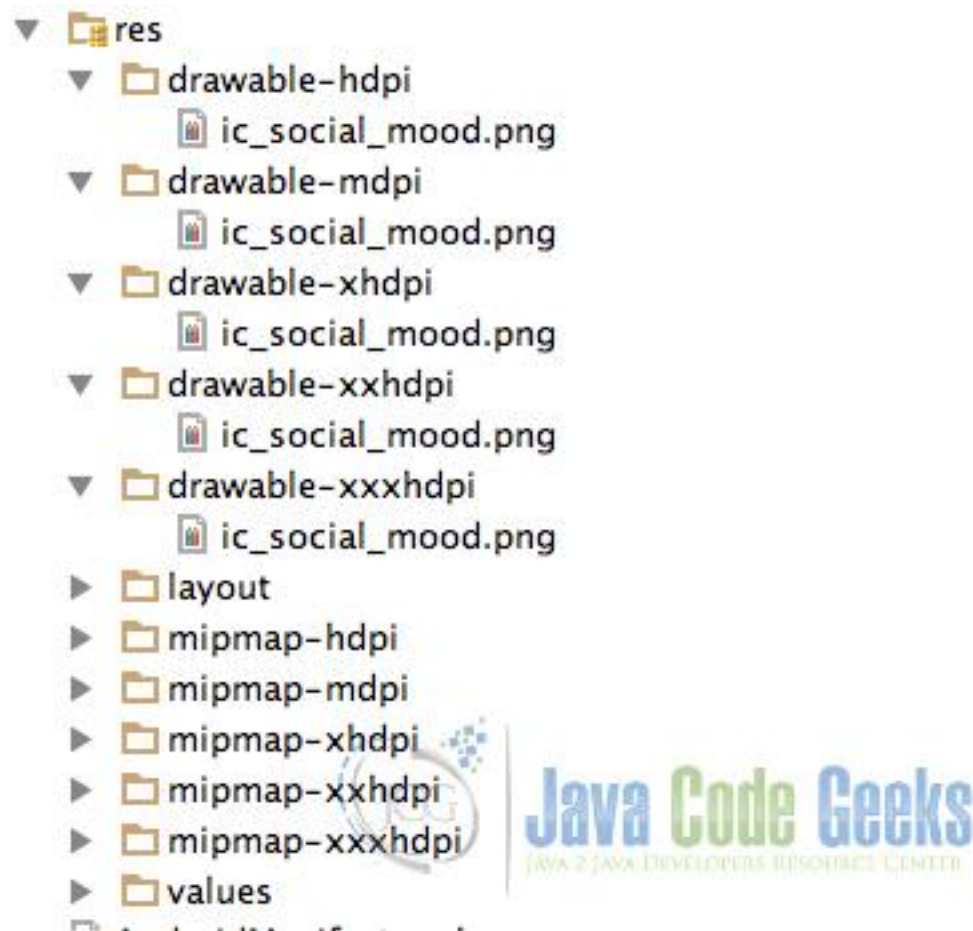 res
drawable-hdpi
ic_social_mood.png
drawable-mdpi
ic_social_mood.png
drawable-xhdpi
ic_social_mood.png
drawable-xxhdpi
ic_social_mood.png
drawable-xxxhdpi
ic_social_mood.png
layout
mipmap-hdpi
mipmap-mdpi
mipmap-xhdpi
mipmap-xxhdpi
mipmap-xxxhdpi
values
Java Code Geeks
JAVA 2 JAVA DEVELOPERS RESOURCE CENTER